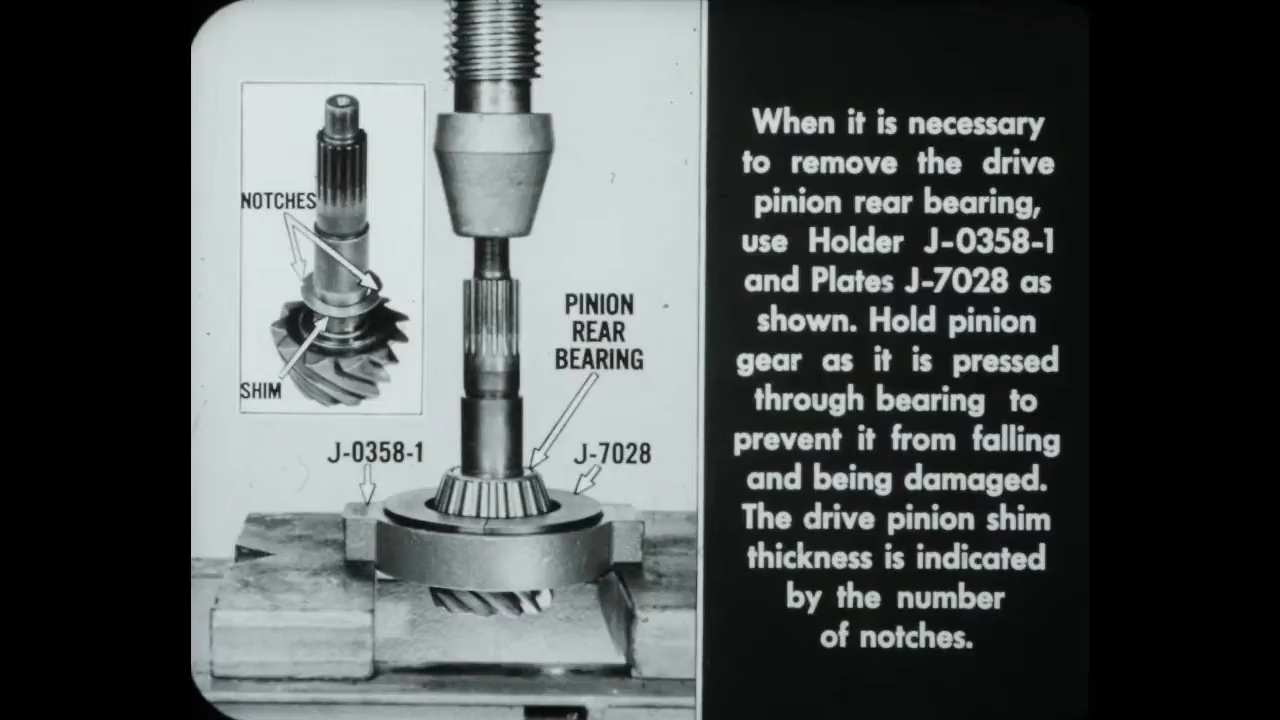 NOTCHES
SHIM
PINION
REAR
BEARING
J-0358-1
J-7028
When it is necessary
to remove the drive
pinion rear bearing,
use Holder J-0358-1
and Plates J-7028 as
shown. Hold pinion
gear as it is pressed
through bearing to
prevent it from falling
and being damaged.
The drive pinion shim
thickness is indicated
by the number
of notches.